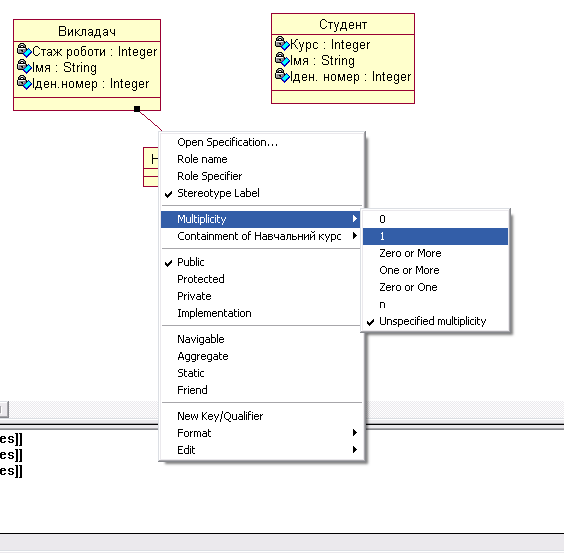 Викладач
Стаж роботи : Integer
Імя : String
Іден.номер : Integer
Студент
Курс : Integer
Імя : String
Іден. номер : Integer
Н
Open Specification...
Role name
Role Specifier
Stereotype Label
Multiplicity
Containment of Навчальний курс
Public
Protected
Private
Implementation
Navigable
Aggregate
Static
Friend
New Key/Qualifier
Format
Edit
0
1
Zero or More
One or More
Zero or One
n
Unspecified multiplicity
es]]
es]]
es]]